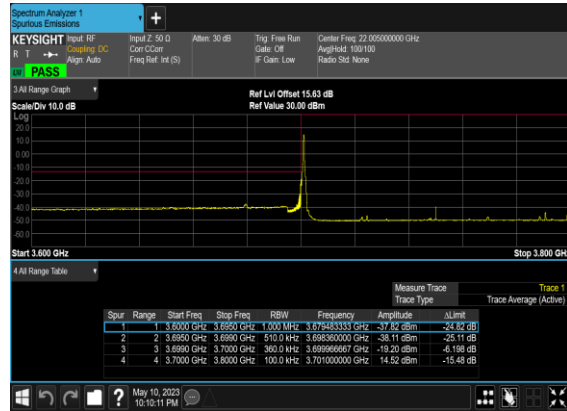 Spectrum Analyzer 1
Spurious Emissions
KEYSIGHT Input: RF Input Z: 50 Ω Atten: 30 dB Trig: Free Run Center Freq: 22.005000000 GHz
R T Coupling: DC Corr CCorr Gate: Off Avg|Hold: 100/100
Align: Auto Freq Ref: Int (S) IF Gain: Low Radio Std: None
PASS
3 All Range Graph
Ref Lvl Offset 15.63 dB
Scale/Div 10.0 dB Ref Value 30.00 dBm
Log
20.0
10.0
0.00
-10.0
-20.0
-30.0
-40.0
-50.0
-60.0
Start 3.600 GHz Stop 3.800 GHz
4 All Range Table
Measure Trace Trace 1
Trace Type Trace Average (Active)
Spur Range Start Freq Stop Freq RBW Frequency Amplitude ΔLimit
1 1 3.6000 GHz 3.6950 GHz 1.000 MHz 3.679483333 GHz -37.82 dBm -24.82 dB
2 2 3.6950 GHz 3.6990 GHz 510.0 kHz 3.698360000 GHz -38.11 dBm -25.11 dB
3 3 3.6990 GHz 3.7000 GHz 360.0 kHz 3.699966667 GHz -19.20 dBm -6.198 dB
4 4 3.7000 GHz 3.8000 GHz 100.0 kHz 3.701000000 GHz 14.52 dBm -15.48 dB
May 10, 2023
10:10:11 PM